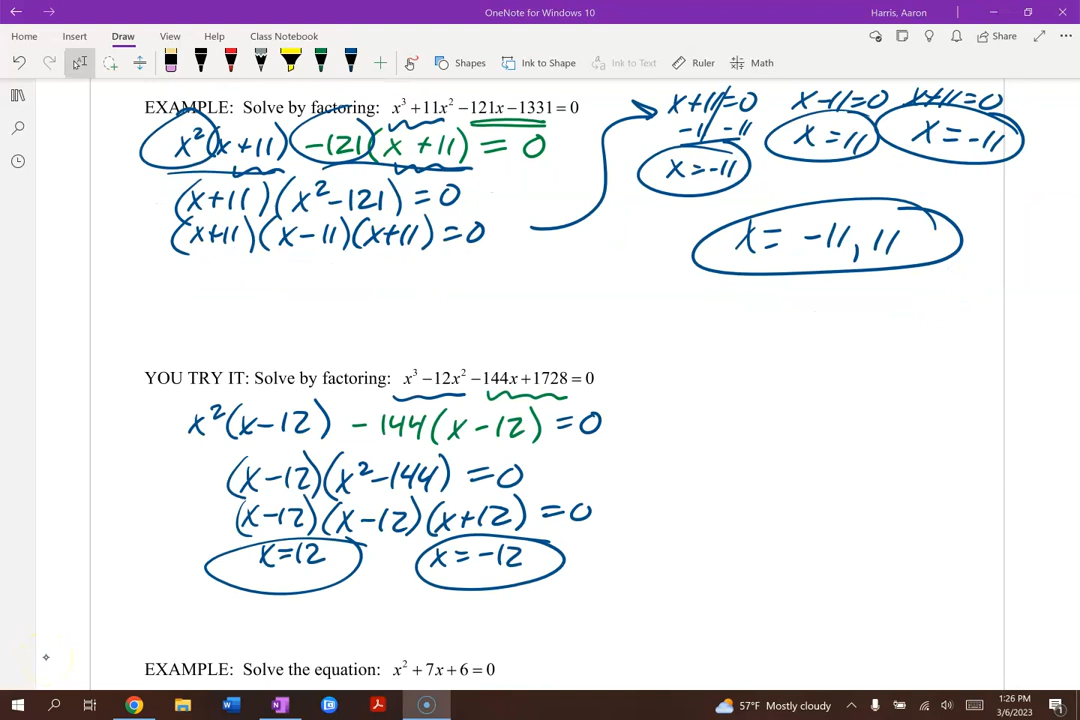 OneNote for Windows 10
Harris, Aaron
Home Insert Draw View Help Class Notebook
Share
Shapes Ink to Shape Ink to Text Ruler Math
EXAMPLE: Solve by factoring: x³ +11x² −121x−1331=0
x²(x+11) −121(x +11) = 0
(x+11)(x²−121)=0
(x+11)(x−11)(x+11)=0
x+11=0 x−11=0 x+11=0
−11 −11
x=−11 x=11 x=−11
x= −11, 11
YOU TRY IT: Solve by factoring: x³ −12x² −144x+1728=0
x²(x−12) −144(x −12) =0
(x−12)(x²−144) =0
(x−12)(x−12)(x+12) =0
x=12 x=−12
EXAMPLE: Solve the equation: x² +7x+6=0
57°F Mostly cloudy
1:26 PM
3/6/2023